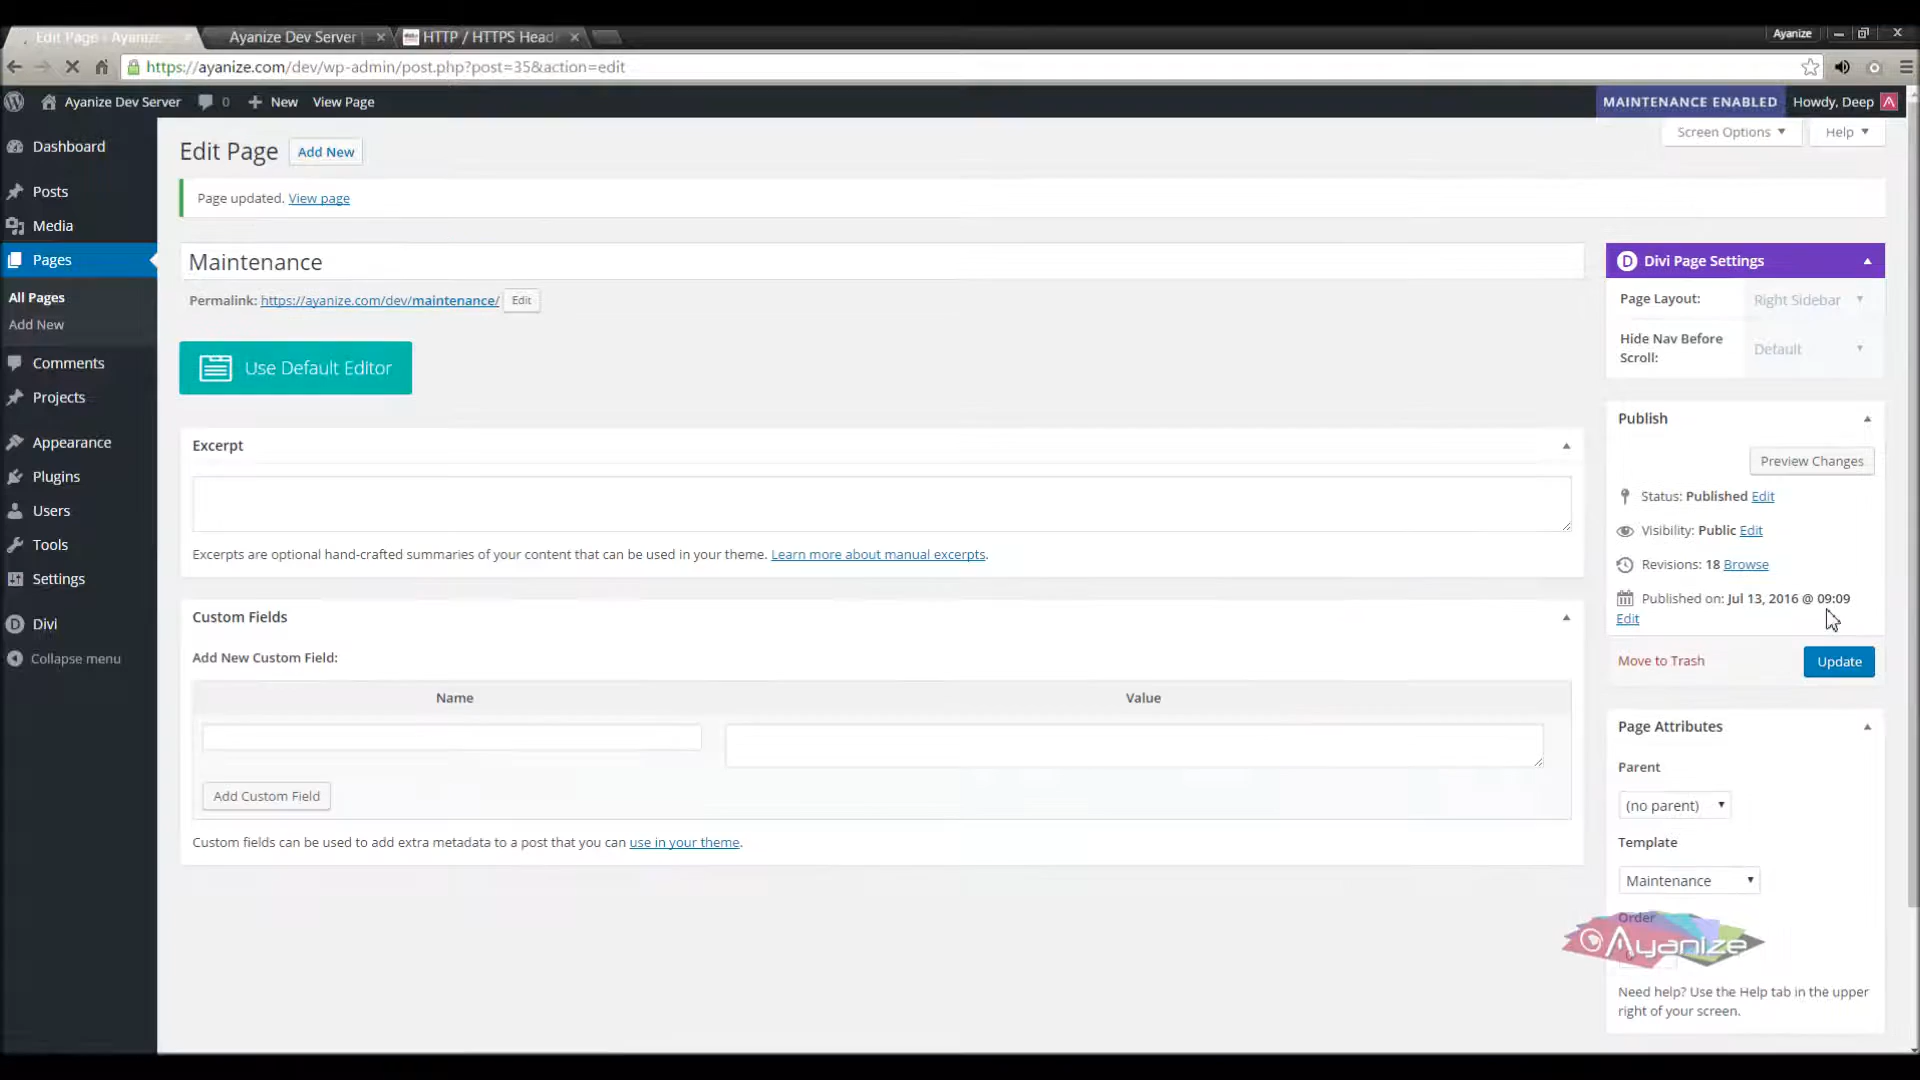 Edit Page - Ayanize
Ayanize Dev Server
HTTP / HTTPS Head
Ayanize
https://ayanize.com/dev/wp-admin/post.php?post=35&action=edit
Ayanize Dev Server
0
New
View Page
MAINTENANCE ENABLED
Howdy, Deep
Screen Options
Help
Dashboard
Posts
Media
Pages
All Pages
Add New
Comments
Projects
Appearance
Plugins
Users
Tools
Settings
Divi
Collapse menu
Edit Page
Add New
Page updated. View page
Maintenance
Permalink: https://ayanize.com/dev/maintenance/ Edit
Use Default Editor
Excerpt
Excerpts are optional hand-crafted summaries of your content that can be used in your theme. Learn more about manual excerpts.
Custom Fields
Add New Custom Field:
Name
Value
Add Custom Field
Custom fields can be used to add extra metadata to a post that you can use in your theme.
Divi Page Settings
Page Layout:
Right Sidebar
Hide Nav Before
Scroll:
Default
Publish
Preview Changes
Status: Published Edit
Visibility: Public Edit
Revisions: 18 Browse
Published on: Jul 13, 2016 @ 09:09
Edit
Move to Trash
Update
Page Attributes
Parent
(no parent)
Template
Maintenance
Order
Ayanize
Need help? Use the Help tab in the upper
right of your screen.